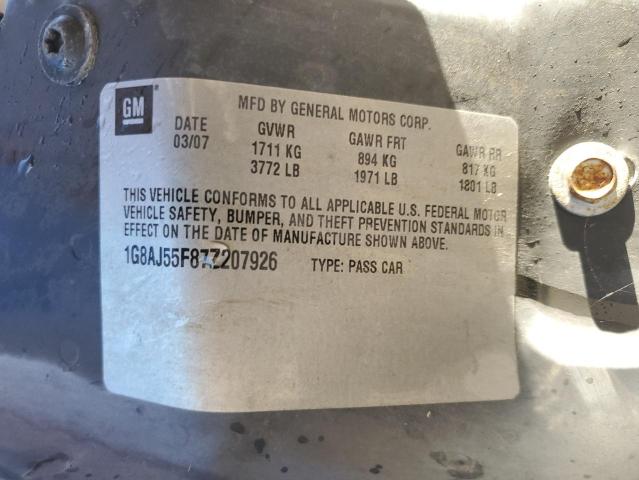 GM
MFD BY GENERAL MOTORS CORP.
DATE GVWR GAWR FRT GAWR RR
03/07 1711 KG 894 KG 817 KG
3772 LB 1971 LB 1801 LB
THIS VEHICLE CONFORMS TO ALL APPLICABLE U.S. FEDERAL MOTOR
VEHICLE SAFETY, BUMPER, AND THEFT PREVENTION STANDARDS IN
EFFECT ON THE DATE OF MANUFACTURE SHOWN ABOVE.
1G8AJ55F87Z207926 TYPE: PASS CAR